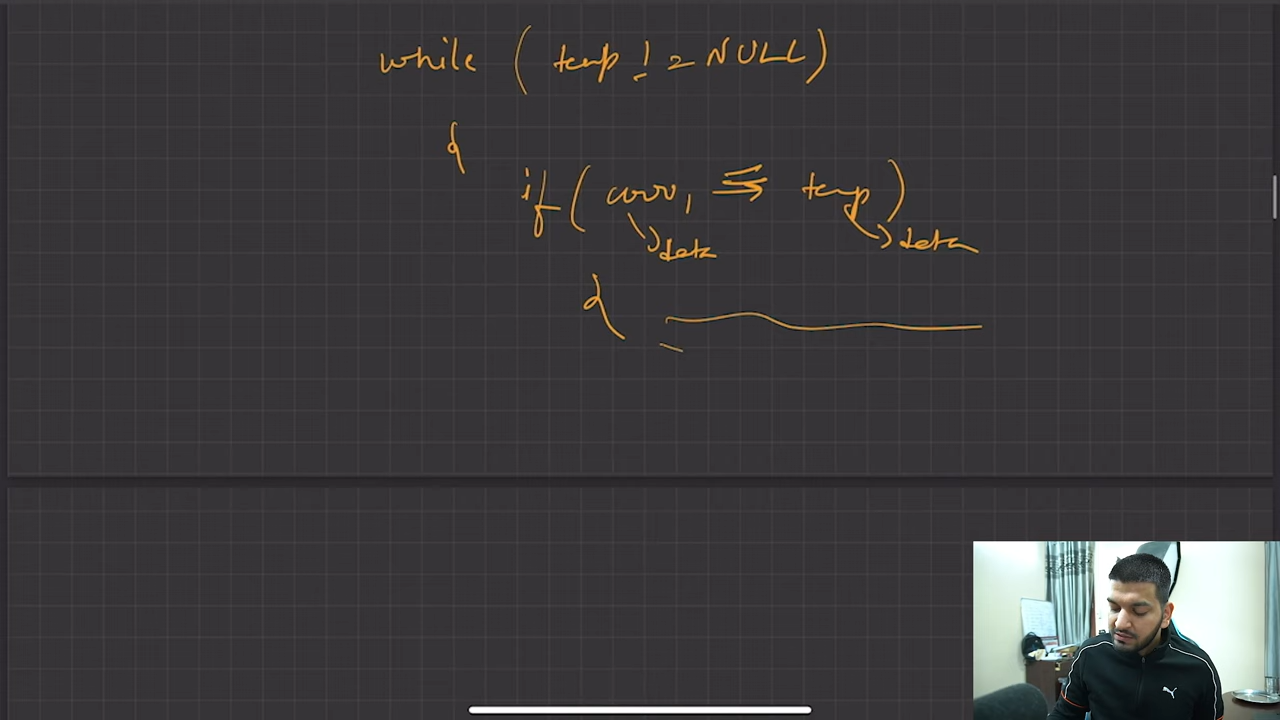 while ( temp != NULL )
{
if ( curr, == temp )
data data
{